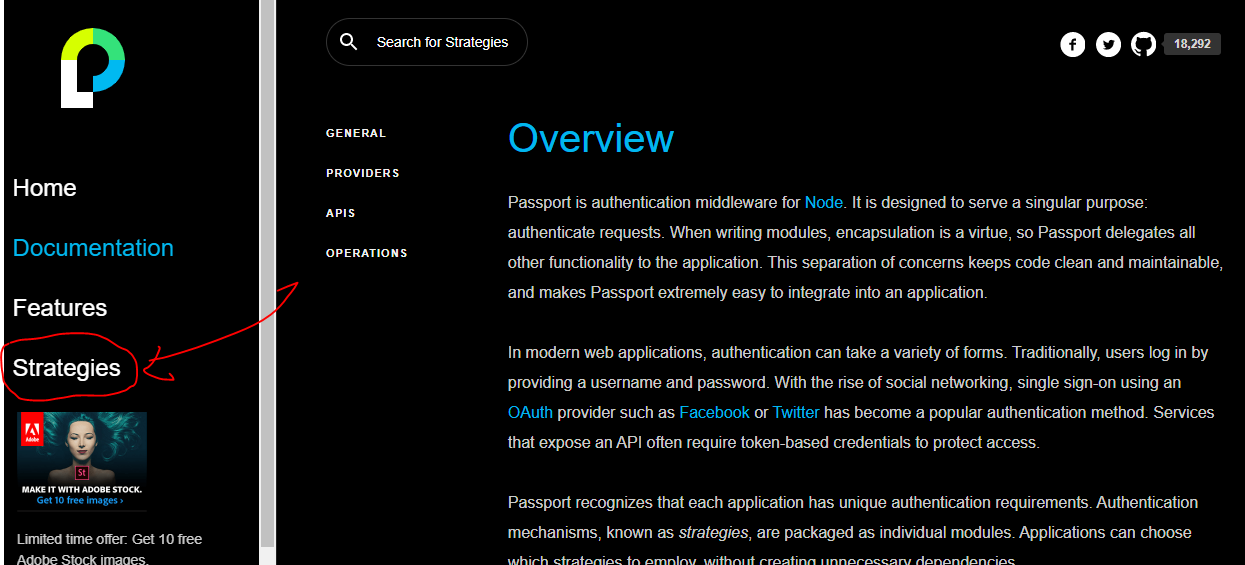 Search for Strategies
18,292
Home
Documentation
Features
Strategies
Adobe
St
MAKE IT WITH ADOBE STOCK.
Get 10 free images ›
Limited time offer: Get 10 free
Adobe Stock images.
GENERAL
PROVIDERS
APIS
OPERATIONS
Overview
Passport is authentication middleware for Node. It is designed to serve a singular purpose:
authenticate requests. When writing modules, encapsulation is a virtue, so Passport delegates all
other functionality to the application. This separation of concerns keeps code clean and maintainable,
and makes Passport extremely easy to integrate into an application.
In modern web applications, authentication can take a variety of forms. Traditionally, users log in by
providing a username and password. With the rise of social networking, single sign-on using an
OAuth provider such as Facebook or Twitter has become a popular authentication method. Services
that expose an API often require token-based credentials to protect access.
Passport recognizes that each application has unique authentication requirements. Authentication
mechanisms, known as strategies, are packaged as individual modules. Applications can choose
which strategies to employ, without creating unnecessary dependencies.